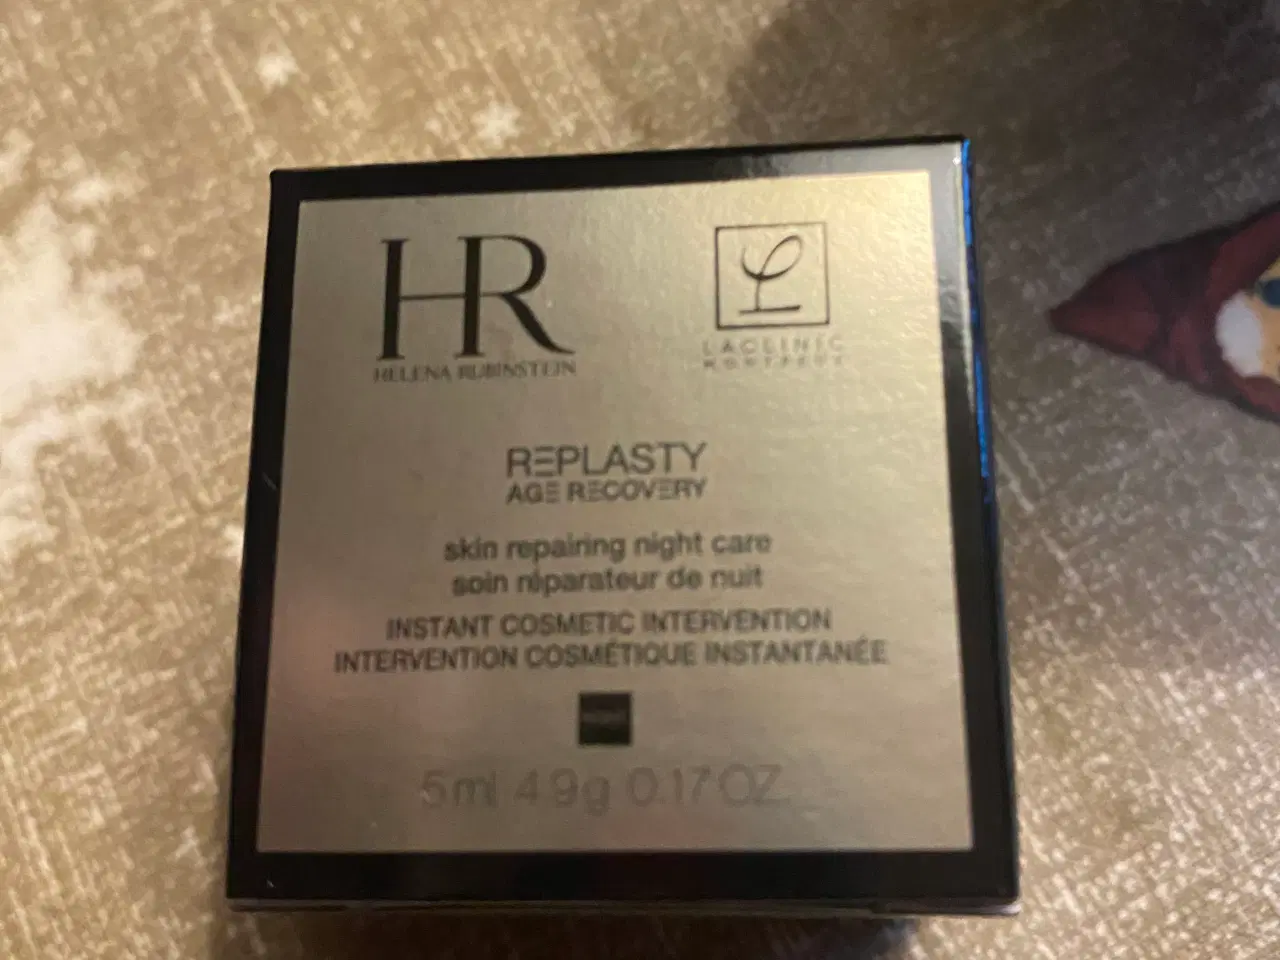 HR
HELENA RUBINSTEIN
LACLINIC
MONTREUX
REPLASTY
AGE RECOVERY
skin repairing night care
soin réparateur de nuit
INSTANT COSMETIC INTERVENTION
INTERVENTION COSMÉTIQUE INSTANTANÉE
5ml 4.9g 0.17 OZ.